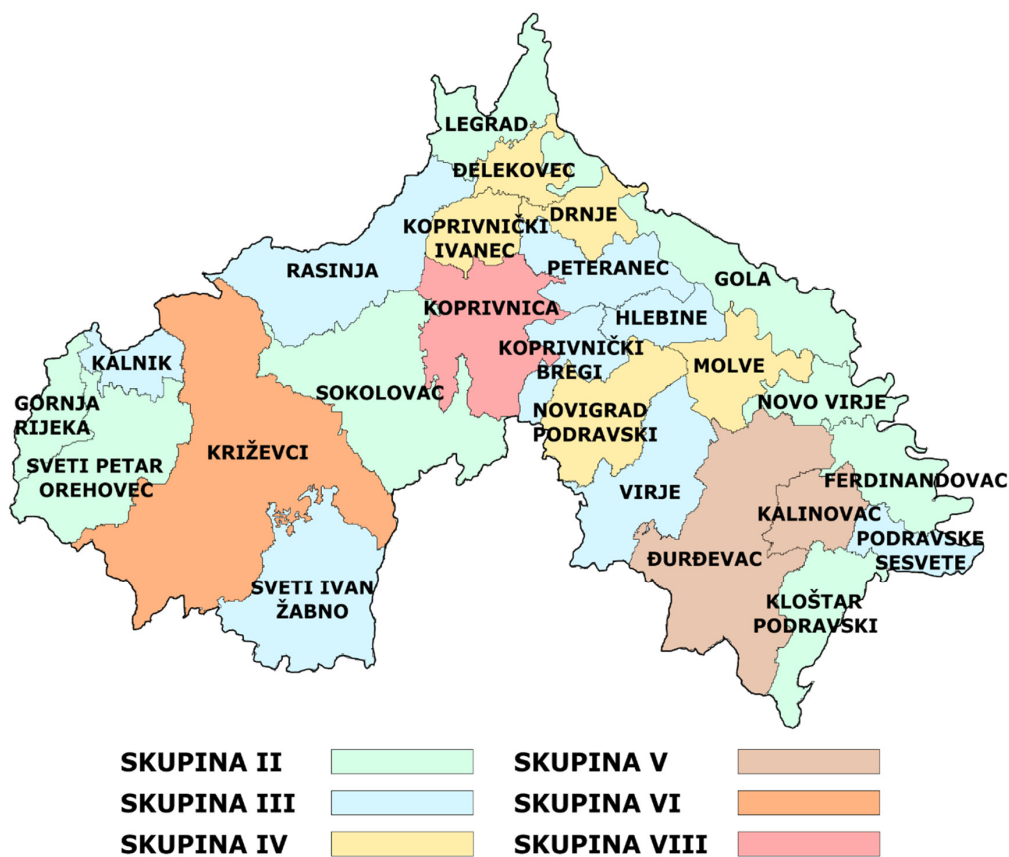 LEGRAD
ĐELEKOVEC
DRNJE
KOPRIVNIČKI
IVANEC
RASINJA
PETERANEC
GOLA
KOPRIVNICA
HLEBINE
KOPRIVNIČKI
BREGI
KALNIK
MOLVE
SOKOLOVAC
GORNJA
RIJEKA
NOVO VIRJE
NOVIGRAD
PODRAVSKI
KRIŽEVCI
SVETI PETAR
OREHOVEC
VIRJE
FERDINANDOVAC
KALINOVAC
PODRAVSKE
SESVETE
ĐURĐEVAC
SVETI IVAN
ŽABNO
KLOŠTAR
PODRAVSKI
SKUPINA II
SKUPINA III
SKUPINA IV
SKUPINA V
SKUPINA VI
SKUPINA VIII